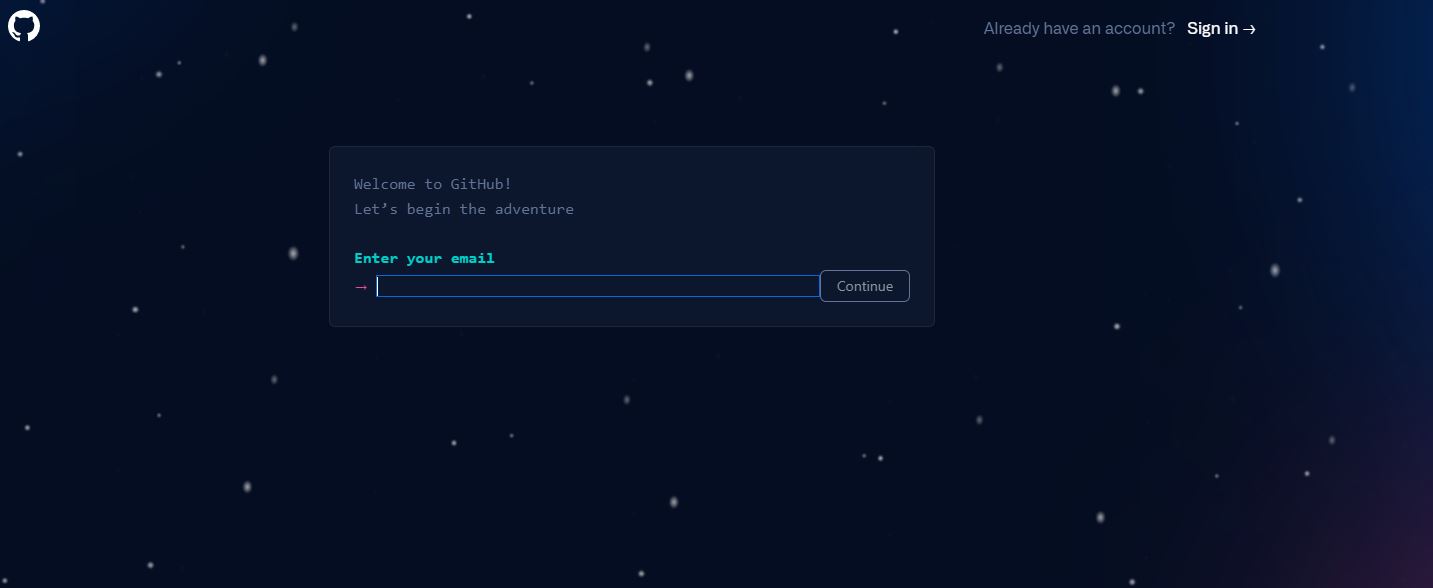 Already have an account? Sign in →
Welcome to GitHub!
Let’s begin the adventure
Enter your email
→ Continue